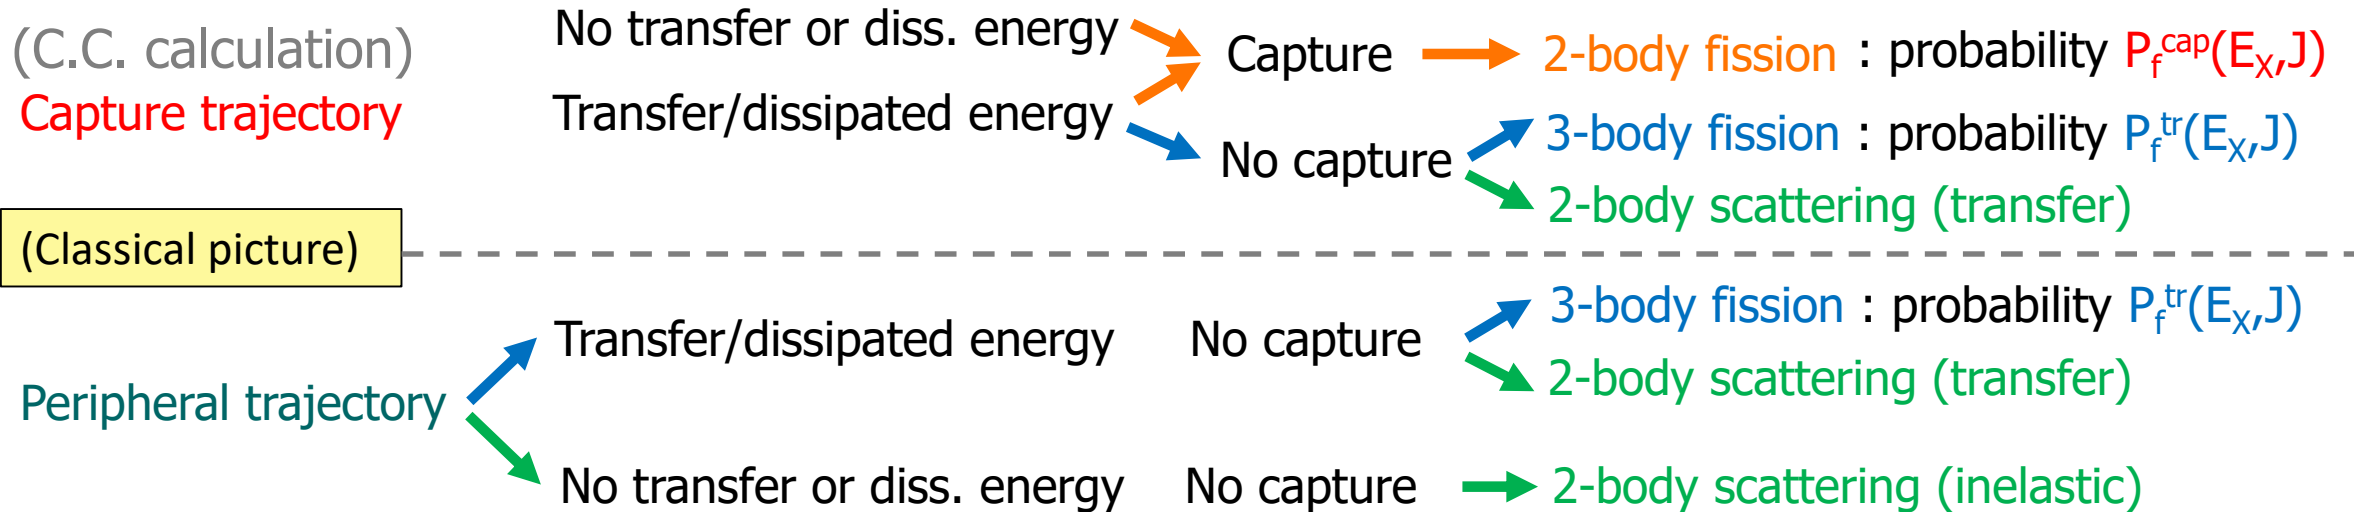 (C.C. calculation)
Capture trajectory
No transfer or diss. energy
Transfer/dissipated energy
Capture
No capture
2-body fission : probability P_f^cap(E_X,J)
3-body fission : probability P_f^tr(E_X,J)
2-body scattering (transfer)
(Classical picture)
Peripheral trajectory
Transfer/dissipated energy
No capture
3-body fission : probability P_f^tr(E_X,J)
2-body scattering (transfer)
No transfer or diss. energy
No capture
2-body scattering (inelastic)